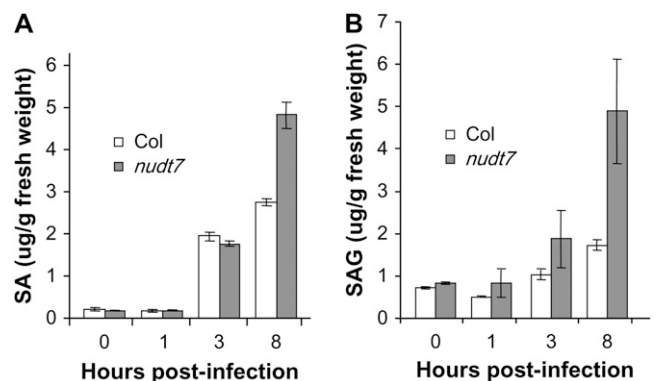 A
SA (ug/g fresh weight)
6
5
4
3
2
1
0
Col
nudt7
0 1 3 8
Hours post-infection
B
SAG (ug/g fresh weight)
7
6
5
4
3
2
1
0
Col
nudt7
0 1 3 8
Hours post-infection